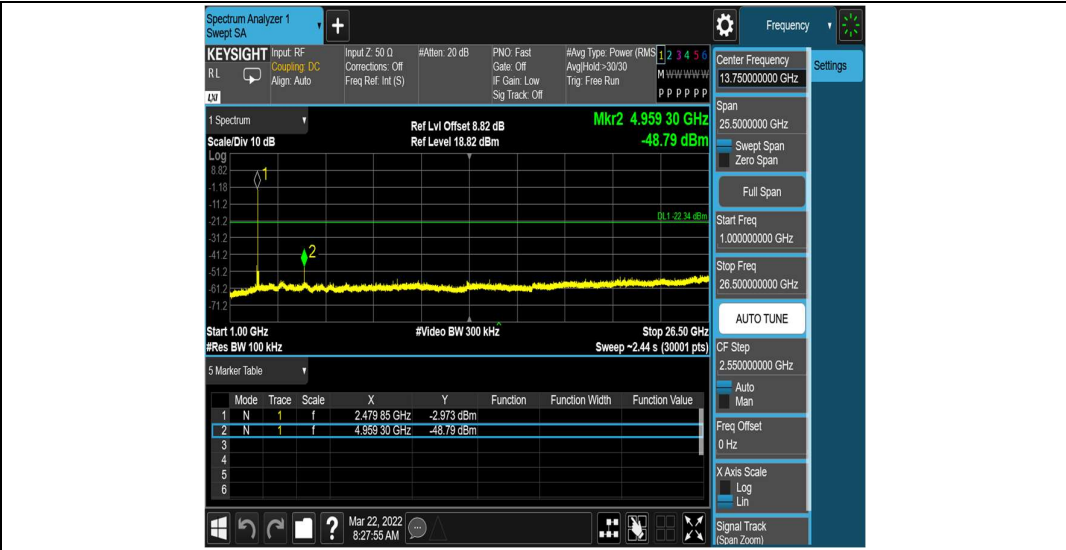 Spectrum Analyzer 1
Swept SA
Frequency
KEYSIGHT
RL
LXI
Input: RF
Coupling: DC
Align: Auto
Input Z: 50 Ω
Corrections: Off
Freq Ref: Int (S)
#Atten: 20 dB
PNO: Fast
Gate: Off
IF Gain: Low
Sig Track: Off
#Avg Type: Power (RMS
Avg|Hold:>30/30
Trig: Free Run
1 2 3 4 5 6
M W W W W W
P P P P P P
1 Spectrum
Scale/Div 10 dB
Ref Lvl Offset 8.82 dB
Ref Level 18.82 dBm
Mkr2 4.959 30 GHz
-48.79 dBm
Log
8.82
-1.18
-11.2
-21.2
-31.2
-41.2
-51.2
-61.2
-71.2
1
2
DL1 -22.34 dBm
Start 1.00 GHz
#Res BW 100 kHz
#Video BW 300 kHz
Stop 26.50 GHz
Sweep ~2.44 s (30001 pts)
5 Marker Table
Mode Trace Scale X Y Function Function Width Function Value
1 N 1 f 2.479 85 GHz -2.973 dBm
2 N 1 f 4.959 30 GHz -48.79 dBm
3
4
5
6
Mar 22, 2022
8:27:55 AM
Center Frequency
13.750000000 GHz
Span
25.5000000 GHz
Swept Span
Zero Span
Full Span
Start Freq
1.000000000 GHz
Stop Freq
26.500000000 GHz
AUTO TUNE
CF Step
2.550000000 GHz
Auto
Man
Freq Offset
0 Hz
X Axis Scale
Log
Lin
Signal Track
(Span Zoom)
Settings